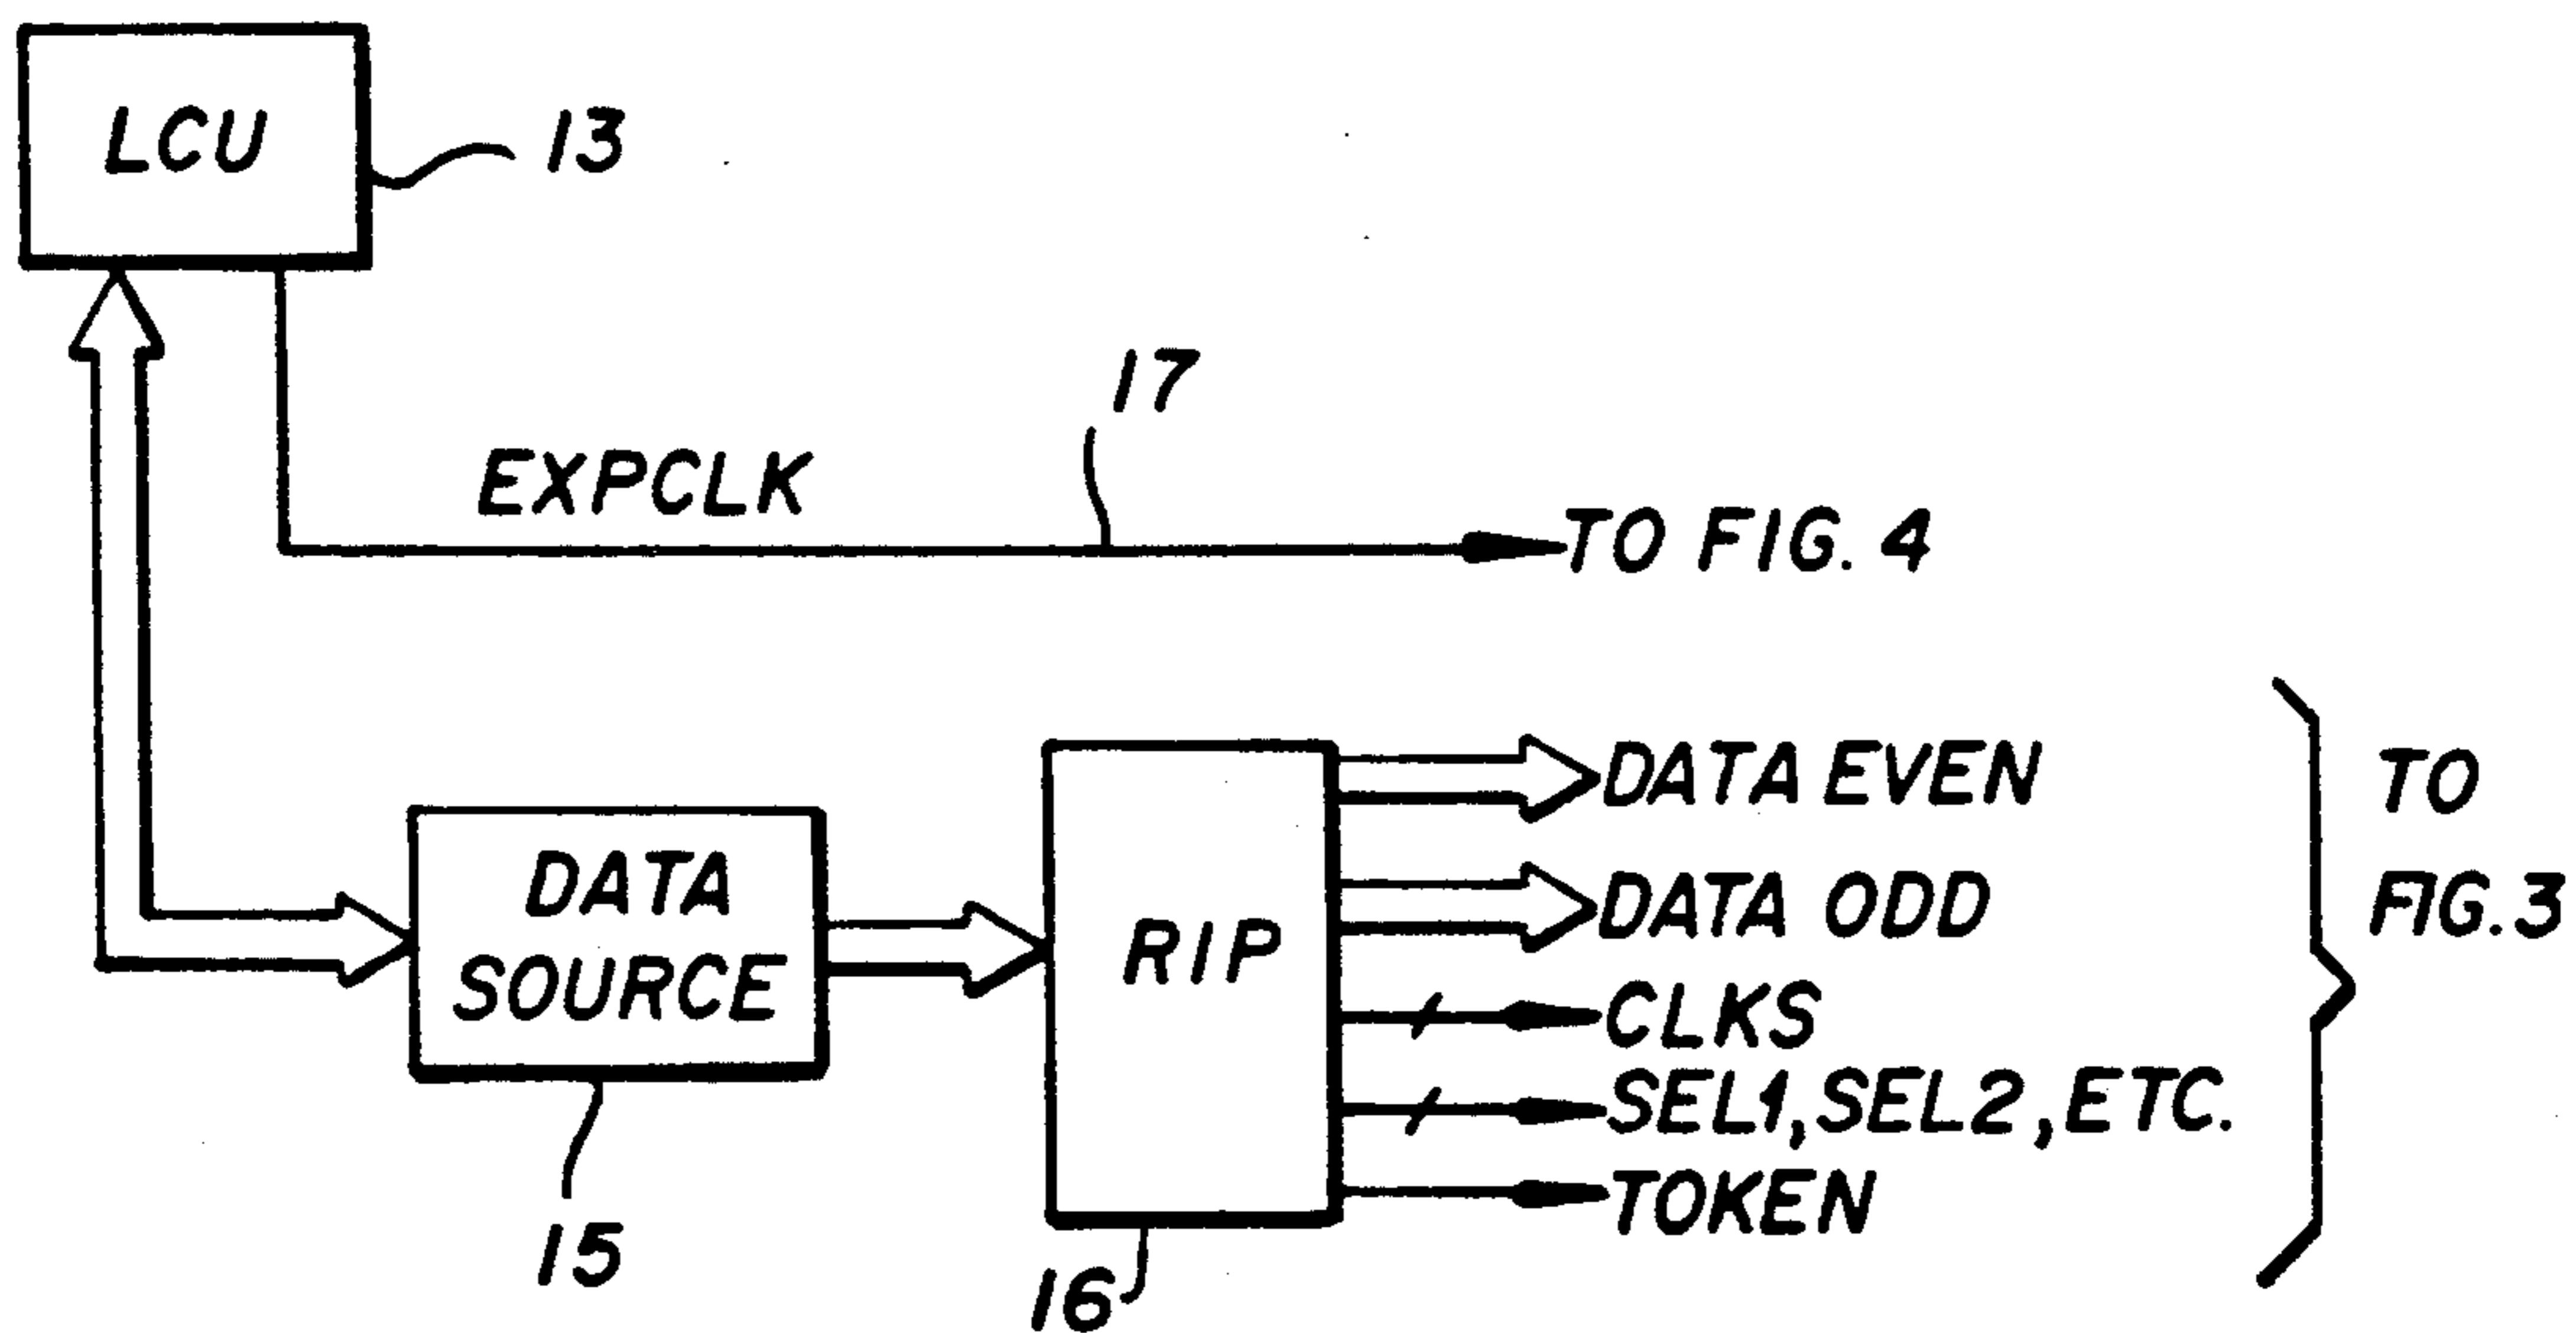 LCU
13
17
EXPCLK
TO FIG. 4
DATA
SOURCE
15
RIP
16
DATA EVEN
DATA ODD
CLKS
SEL1, SEL2, ETC.
TOKEN
TO
FIG. 3